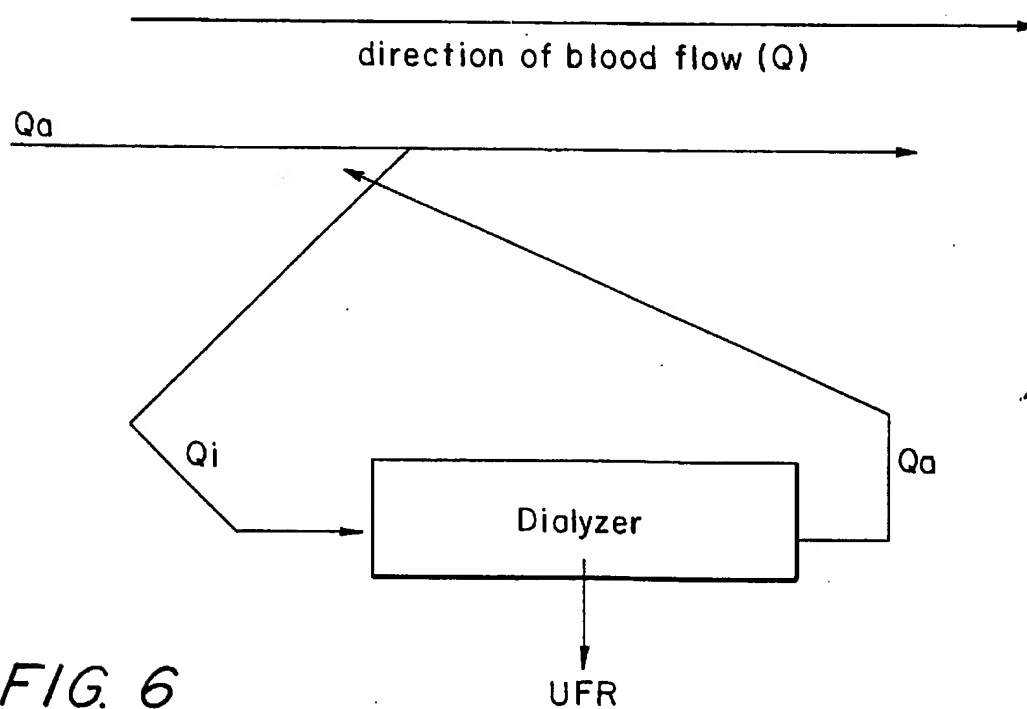 direction of blood flow (Q)
Qa
Qi
Qa
Dialyzer
UFR
FIG. 6